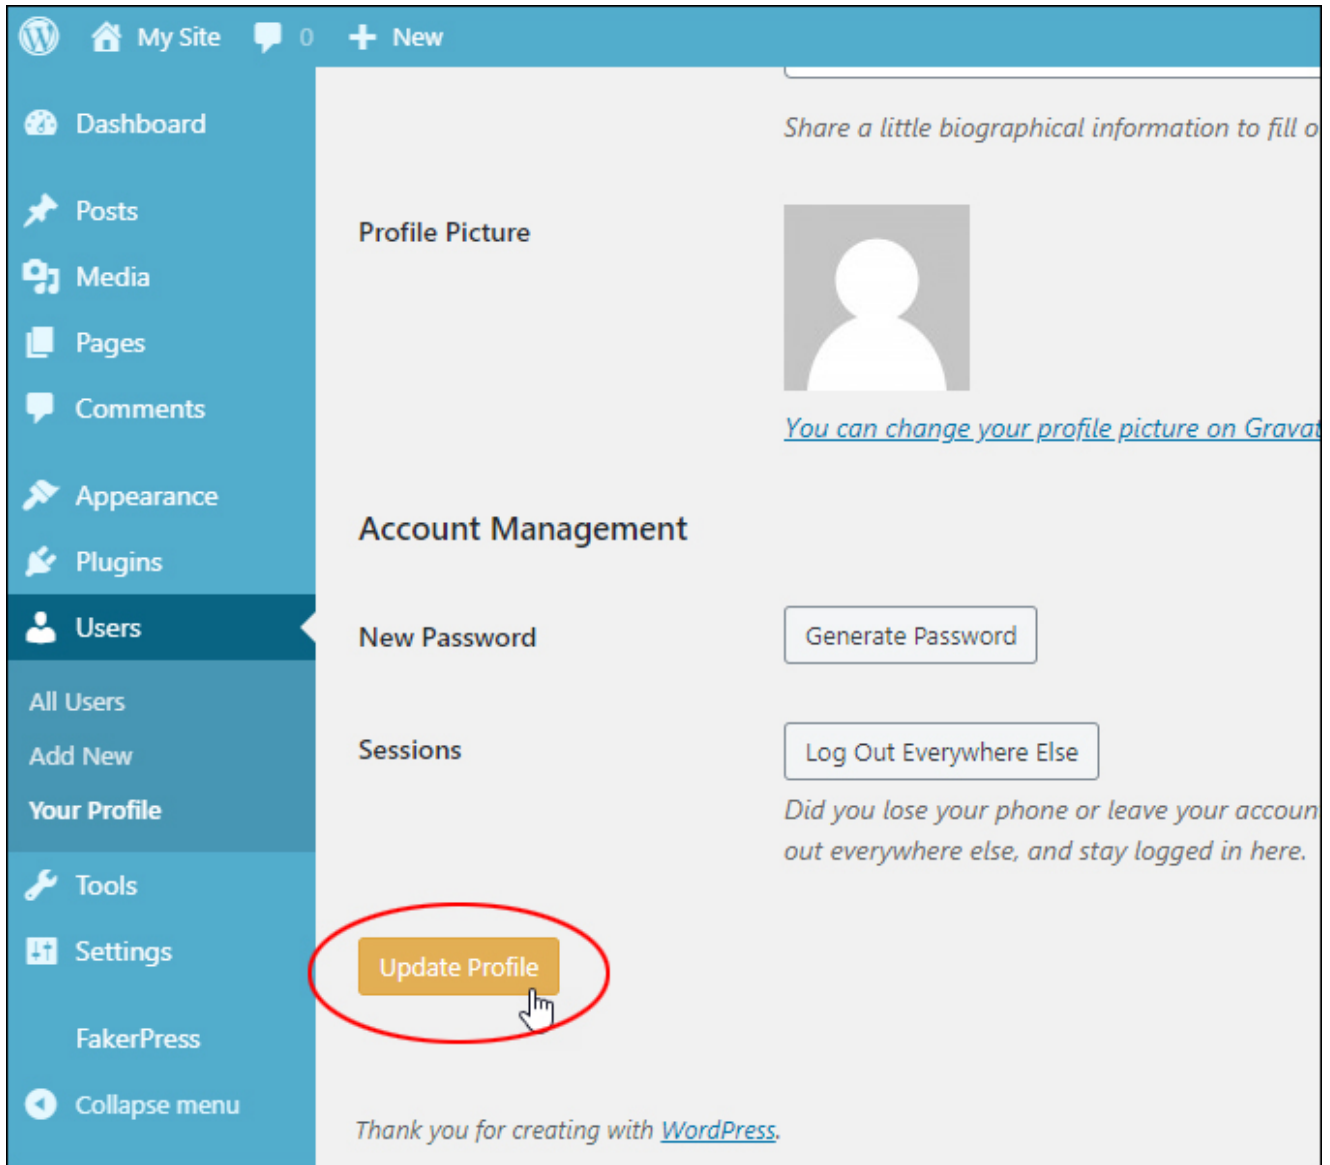 My Site 0 New
Dashboard
Posts
Media
Pages
Comments
Appearance
Plugins
Users
All Users
Add New
Your Profile
Tools
Settings
FakerPress
Collapse menu
Share a little biographical information to fill
Profile Picture
You can change your profile picture on
Account Management
New Password Generate Password
Sessions Log Out Everywhere Else
Did you lose your phone or leave your
out everywhere else, and stay logged in here.
Update Profile
Thank you for creating with WordPress.